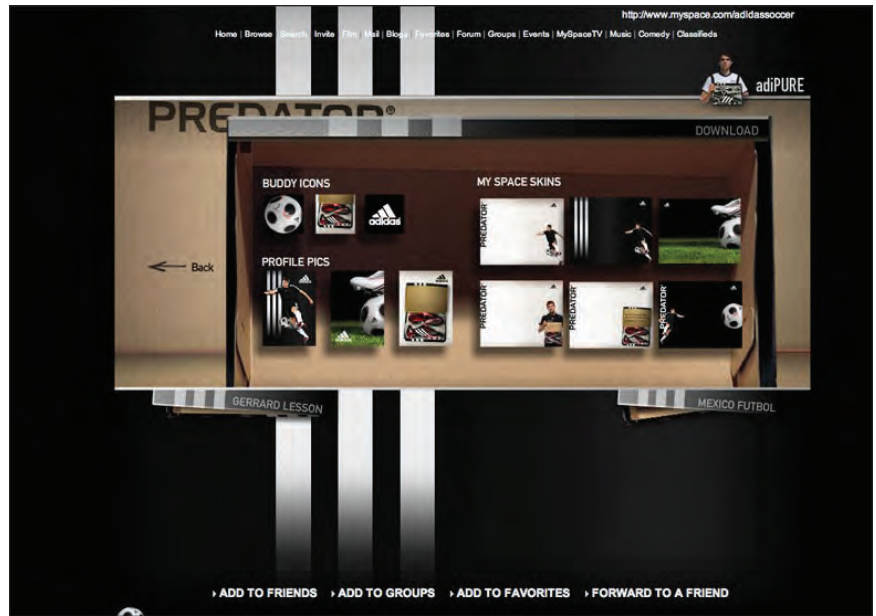 http://www.myspace.com/adidassoccer
Home | Browse | Search | Invite | Film | Mail | Blogs | Favorites | Forum | Groups | Events | MySpaceTV | Music | Comedy | Classifieds
adiPURE
PREDATOR®
DOWNLOAD
BUDDY ICONS
MY SPACE SKINS
adidas
PREDATOR
Back
PROFILE PICS
adidas
PREDATOR
PREDATOR
PREDATOR
GERRARD LESSON
MEXICO FUTBOL
ADD TO FRIENDS
ADD TO GROUPS
ADD TO FAVORITES
FORWARD TO A FRIEND